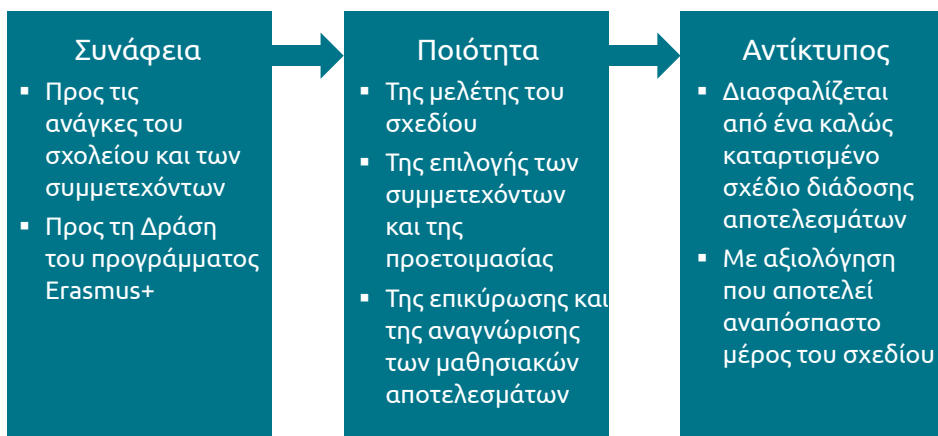 Συνάφεια
▪ Προς τις
ανάγκες του
σχολείου και των
συμμετεχόντων
▪ Προς τη Δράση
του προγράμματος
Erasmus+
Ποιότητα
▪ Της μελέτης του
σχεδίου
▪ Της επιλογής των
συμμετεχόντων
και της
προετοιμασίας
▪ Της επικύρωσης και
της αναγνώρισης
των μαθησιακών
αποτελεσμάτων
Αντίκτυπος
▪ Διασφαλίζεται
από ένα καλώς
καταρτισμένο
σχέδιο διάδοσης
αποτελεσμάτων
▪ Με αξιολόγηση
που αποτελεί
αναπόσπαστο
μέρος του σχεδίου